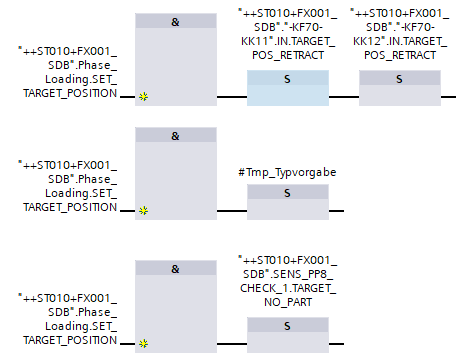 &
"++ST010+FX001_
SDB".Phase_
Loading.SET_
TARGET_POSITION
"++ST010+FX001_
SDB"."-KF70-
KK11".IN.TARGET_
POS_RETRACT
S
"++ST010+FX001_
SDB"."-KF70-
KK12".IN.TARGET_
POS_RETRACT
S
&
"++ST010+FX001_
SDB".Phase_
Loading.SET_
TARGET_POSITION
#Tmp_Typvorgabe
S
&
"++ST010+FX001_
SDB".Phase_
Loading.SET_
TARGET_POSITION
"++ST010+FX001_
SDB".SENS_PP8_
CHECK_1.TARGET_
NO_PART
S